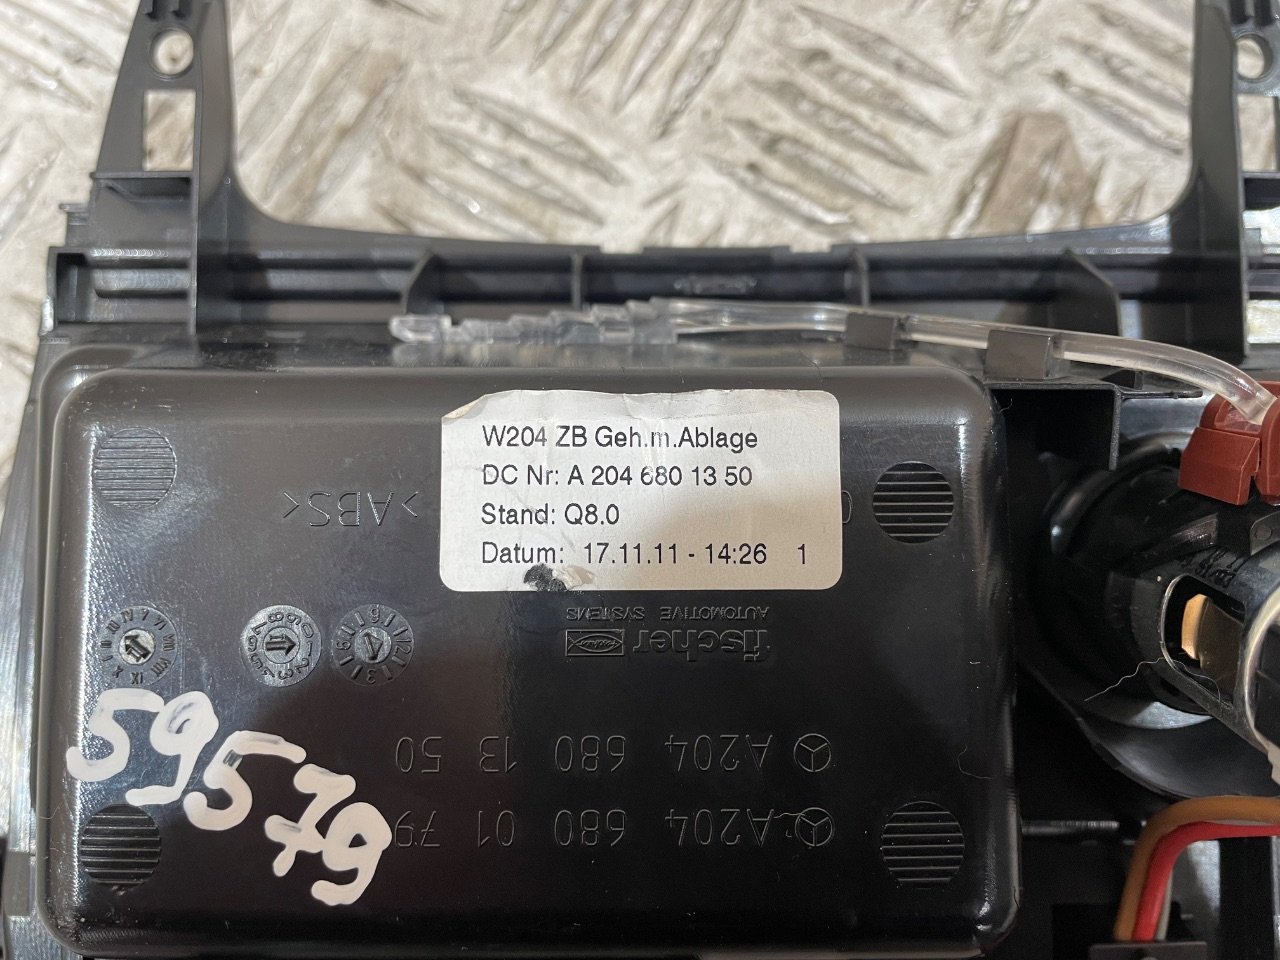 W204 ZB Geh.m.Ablage
DC Nr: A 204 680 13 50
Stand: Q8.0
Datum: 17.11.11 - 14:26 1
>ABS<
AUTOMOTIVE SYSTEMS
fischer
59579
A204 680 13 50
A204 680 01 79